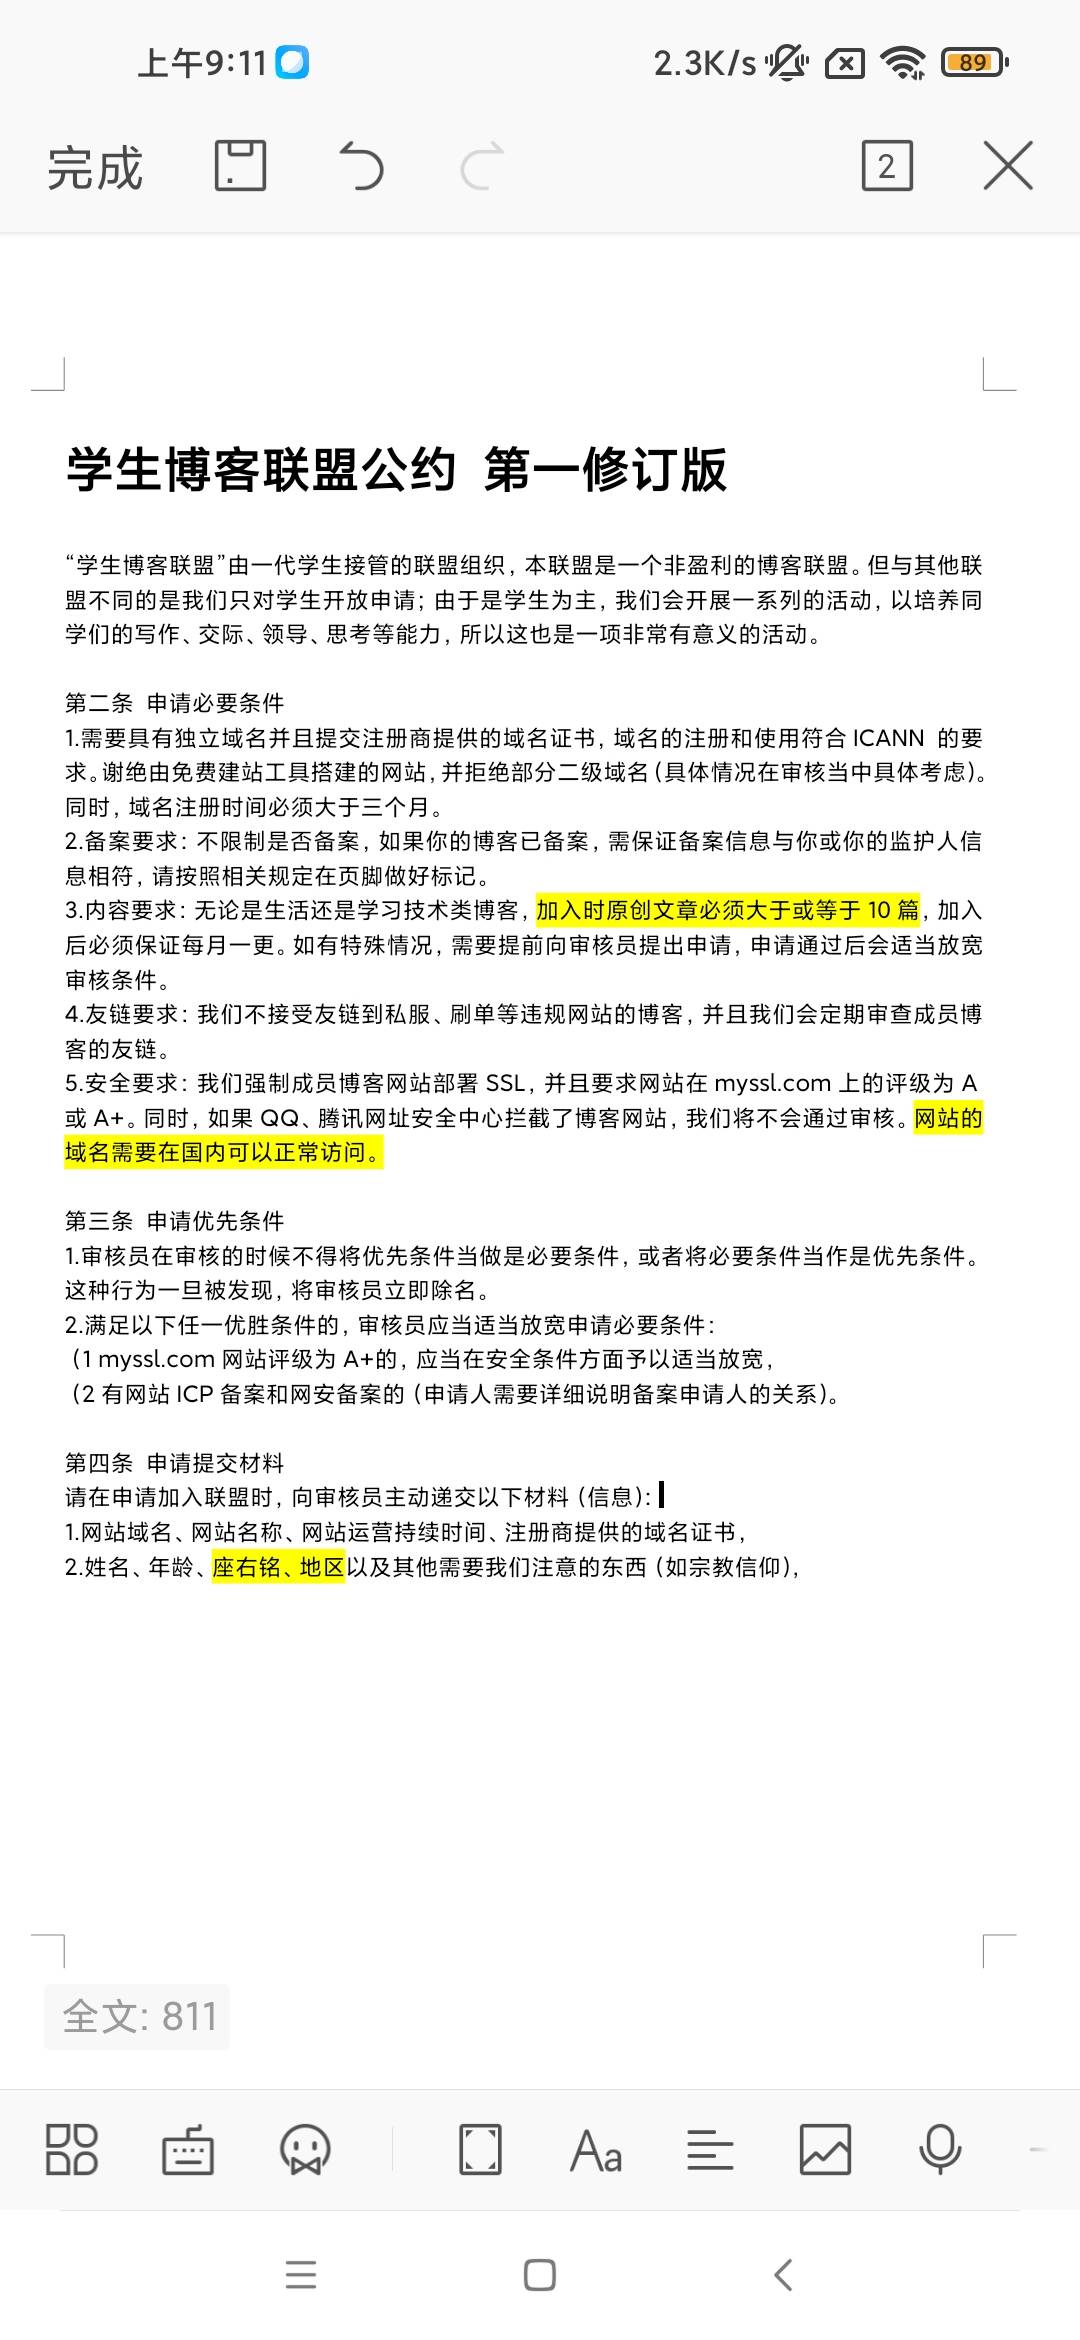 上午9:11
2.3K/s
89
完成
2
学生博客联盟公约 第一修订版
“学生博客联盟”由一代学生接管的联盟组织，本联盟是一个非盈利的博客联盟。但与其他联
盟不同的是我们只对学生开放申请；由于是学生为主，我们会开展一系列的活动，以培养同
学们的写作、交际、领导、思考等能力，所以这也是一项非常有意义的活动。
第二条 申请必要条件
1.需要具有独立域名并且提交注册商提供的域名证书，域名的注册和使用符合 ICANN 的要
求。谢绝由免费建站工具搭建的网站，并拒绝部分二级域名（具体情况在审核当中具体考虑）。
同时，域名注册时间必须大于三个月。
2.备案要求：不限制是否备案，如果你的博客已备案，需保证备案信息与你或你的监护人信
息相符，请按照相关规定在页脚做好标记。
3.内容要求：无论是生活还是学习技术类博客，加入时原创文章必须大于或等于 10 篇，加入
后必须保证每月一更。如有特殊情况，需要提前向审核员提出申请，申请通过后会适当放宽
审核条件。
4.友链要求：我们不接受友链到私服、刷单等违规网站的博客，并且我们会定期审查成员博
客的友链。
5.安全要求：我们强制成员博客网站部署 SSL，并且要求网站在 myssl.com 上的评级为 A
或 A+。同时，如果 QQ、腾讯网址安全中心拦截了博客网站，我们将不会通过审核。网站的
域名需要在国内可以正常访问。
第三条 申请优先条件
1.审核员在审核的时候不得将优先条件当做是必要条件，或者将必要条件当作是优先条件。
这种行为一旦被发现，将审核员立即除名。
2.满足以下任一优胜条件的，审核员应当适当放宽申请必要条件：
（1 myssl.com 网站评级为 A+的，应当在安全条件方面予以适当放宽，
（2 有网站 ICP 备案和网安备案的（申请人需要详细说明备案申请人的关系）。
第四条 申请提交材料
请在申请加入联盟时，向审核员主动递交以下材料（信息）：
1.网站域名、网站名称、网站运营持续时间、注册商提供的域名证书，
2.姓名、年龄、座右铭、地区以及其他需要我们注意的东西（如宗教信仰），
全文: 811
Aa